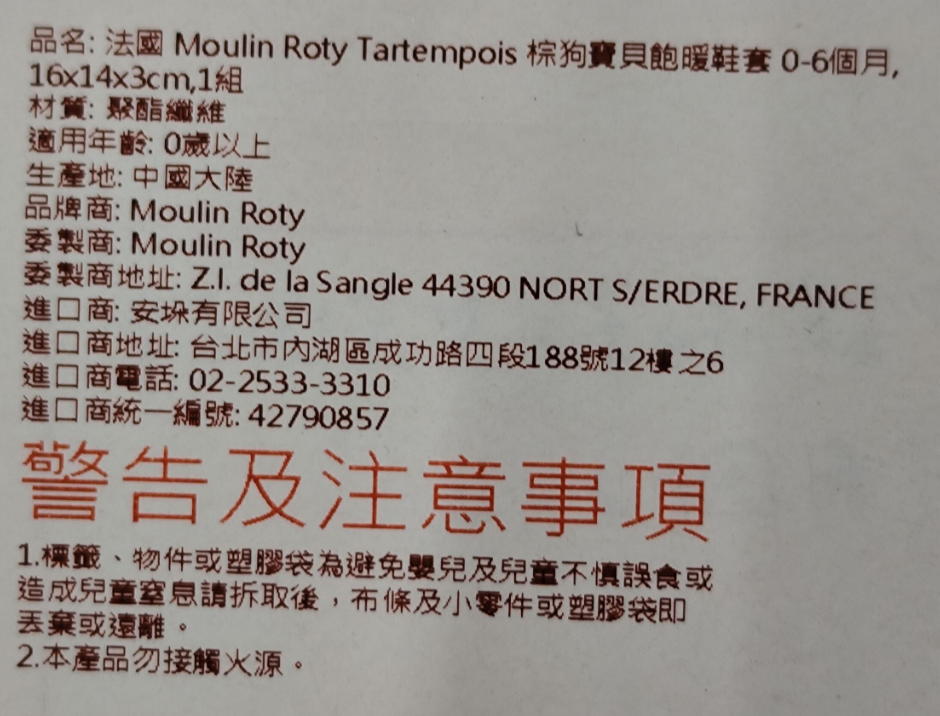 品名: 法國 Moulin Roty Tartempois 棕狗寶貝飽暖鞋套 0-6個月,
16x14x3cm,1組
材質: 聚酯纖維
適用年齡: 0歲以上
生產地: 中國大陸
品牌商: Moulin Roty
委製商: Moulin Roty
委製商地址: Z.I. de la Sangle 44390 NORT S/ERDRE, FRANCE
進口商: 安垛有限公司
進口商地址: 台北市內湖區成功路四段188號12樓之6
進口商電話: 02-2533-3310
進口商統一編號: 42790857
警告及注意事項
1.標籤、物件或塑膠袋為避免嬰兒及兒童不慎誤食或
造成兒童窒息請拆取後，布條及小零件或塑膠袋即
丟棄或遠離。
2.本產品勿接觸火源。